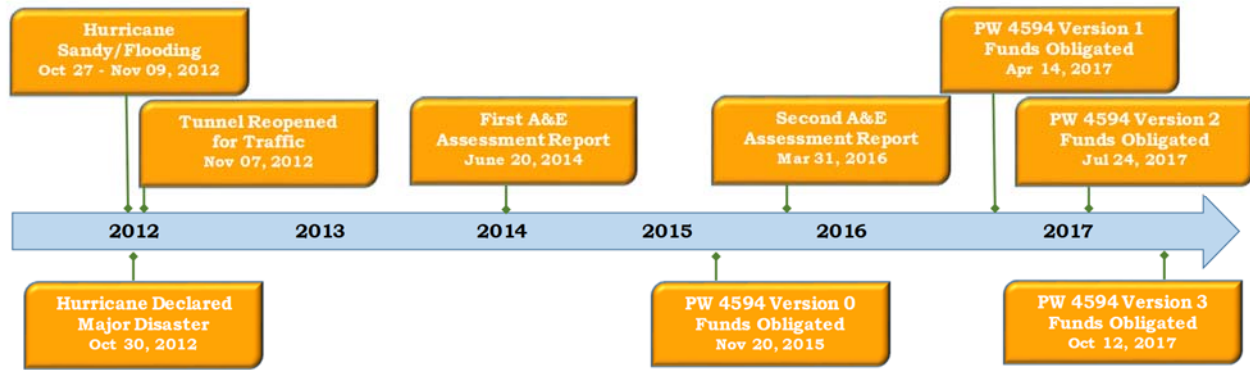 Hurricane
Sandy/Flooding
Oct 27 - Nov 09, 2012
PW 4594 Version 1
Funds Obligated
Apr 14, 2017
Tunnel Reopened
for Traffic
Nov 07, 2012
First A&E
Assessment Report
June 20, 2014
Second A&E
Assessment Report
Mar 31, 2016
PW 4594 Version 2
Funds Obligated
Jul 24, 2017
2012 2013 2014 2015 2016 2017
Hurricane Declared
Major Disaster
Oct 30, 2012
PW 4594 Version 0
Funds Obligated
Nov 20, 2015
PW 4594 Version 3
Funds Obligated
Oct 12, 2017